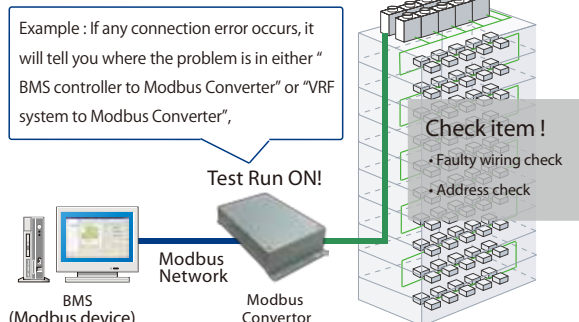 Example : If any connection error occurs, it
will tell you where the problem is in either “
BMS controller to Modbus Converter” or “VRF
system to Modbus Converter”,
Test Run ON!
Check item !
• Faulty wiring check
• Address check
Modbus
Network
BMS
(Modbus device)
Modbus
Convertor